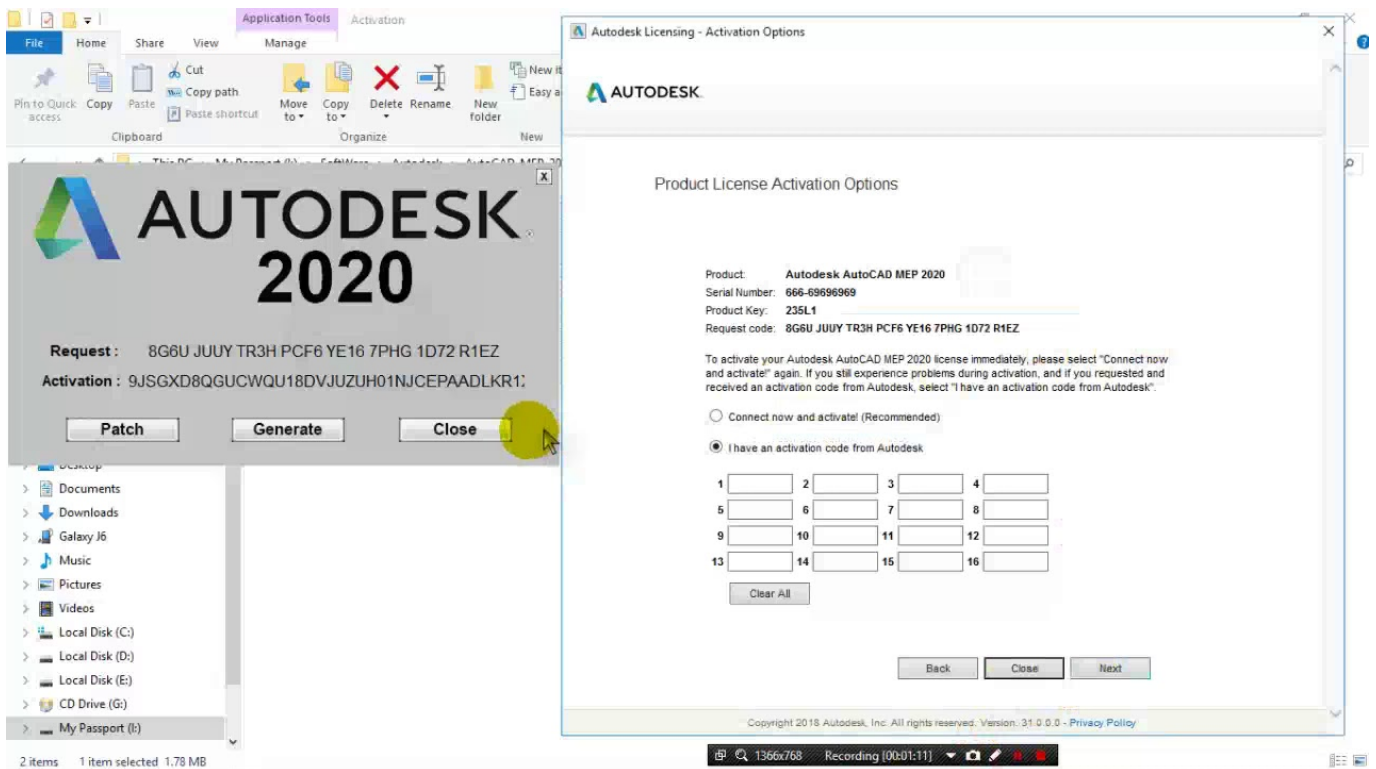 Application Tools
Activation
File
Home
Share
View
Manage
Pin to Quick access
Copy
Paste
Cut
Copy path
Paste shortcut
Move to
Copy to
Delete
Rename
New folder
New it
Easy a
Clipboard
Organize
New
AUTODESK
2020
Request : 8G6U JUUY TR3H PCF6 YE16 7PHG 1D72 R1EZ
Activation : 9JSGXD8QGUCWQU18DVJUZUH01NJCEPAADLKR1
Patch
Generate
Close
Desktop
Documents
Downloads
Galaxy J6
Music
Pictures
Videos
Local Disk (C:)
Local Disk (D:)
Local Disk (E:)
CD Drive (G:)
My Passport (I:)
2 items 1 item selected 1.78 MB
Autodesk Licensing - Activation Options
AUTODESK
Product License Activation Options
Product: Autodesk AutoCAD MEP 2020
Serial Number: 666-69696969
Product Key: 235L1
Request code: 8G6U JUUY TR3H PCF6 YE16 7PHG 1D72 R1EZ
To activate your Autodesk AutoCAD MEP 2020 license immediately, please select "Connect now
and activate!" again. If you still experience problems during activation, and if you requested and
received an activation code from Autodesk, select "I have an activation code from Autodesk".
Connect now and activate! (Recommended)
I have an activation code from Autodesk
1 2 3 4
5 6 7 8
9 10 11 12
13 14 15 16
Clear All
Back
Close
Next
Copyright 2018 Autodesk, Inc. All rights reserved. Version: 31.0.0.0 - Privacy Policy
1366x768 Recording [00:01:11]